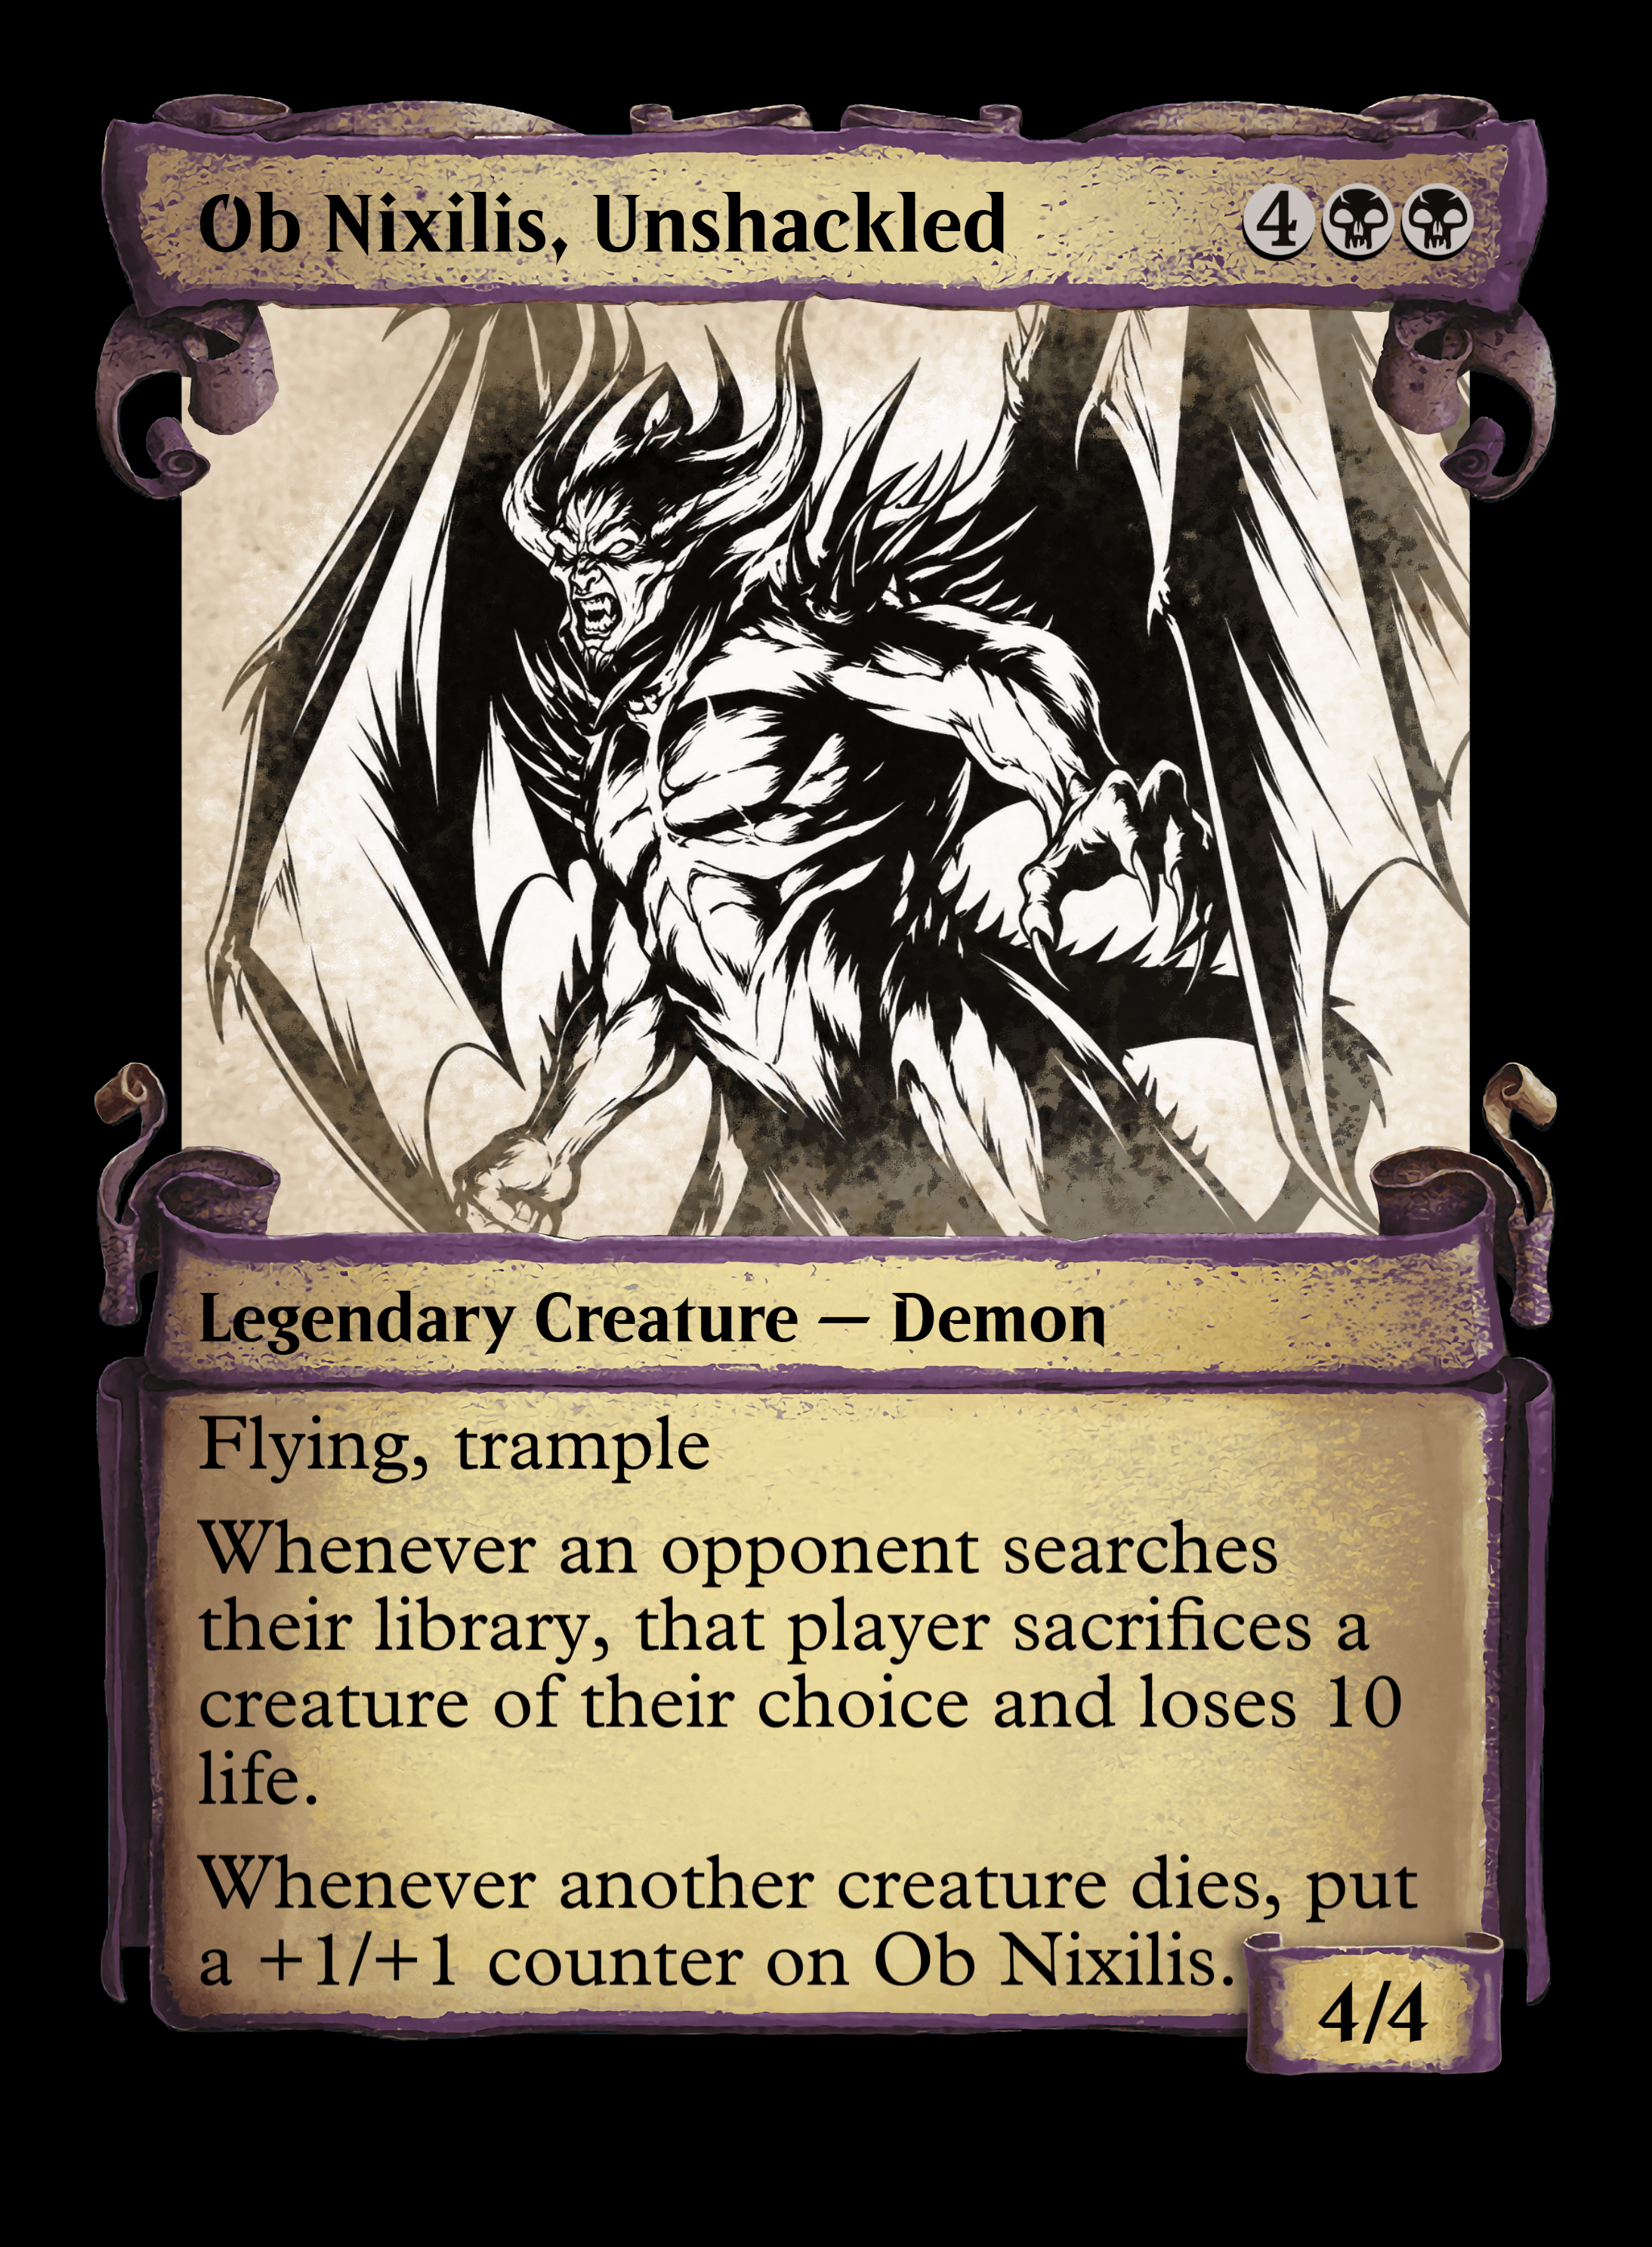 Ob Nixilis, Unshackled 4
Legendary Creature — Demon
Flying, trample
Whenever an opponent searches
their library, that player sacrifices a
creature of their choice and loses 10
life.
Whenever another creature dies, put
a +1/+1 counter on Ob Nixilis.
4/4